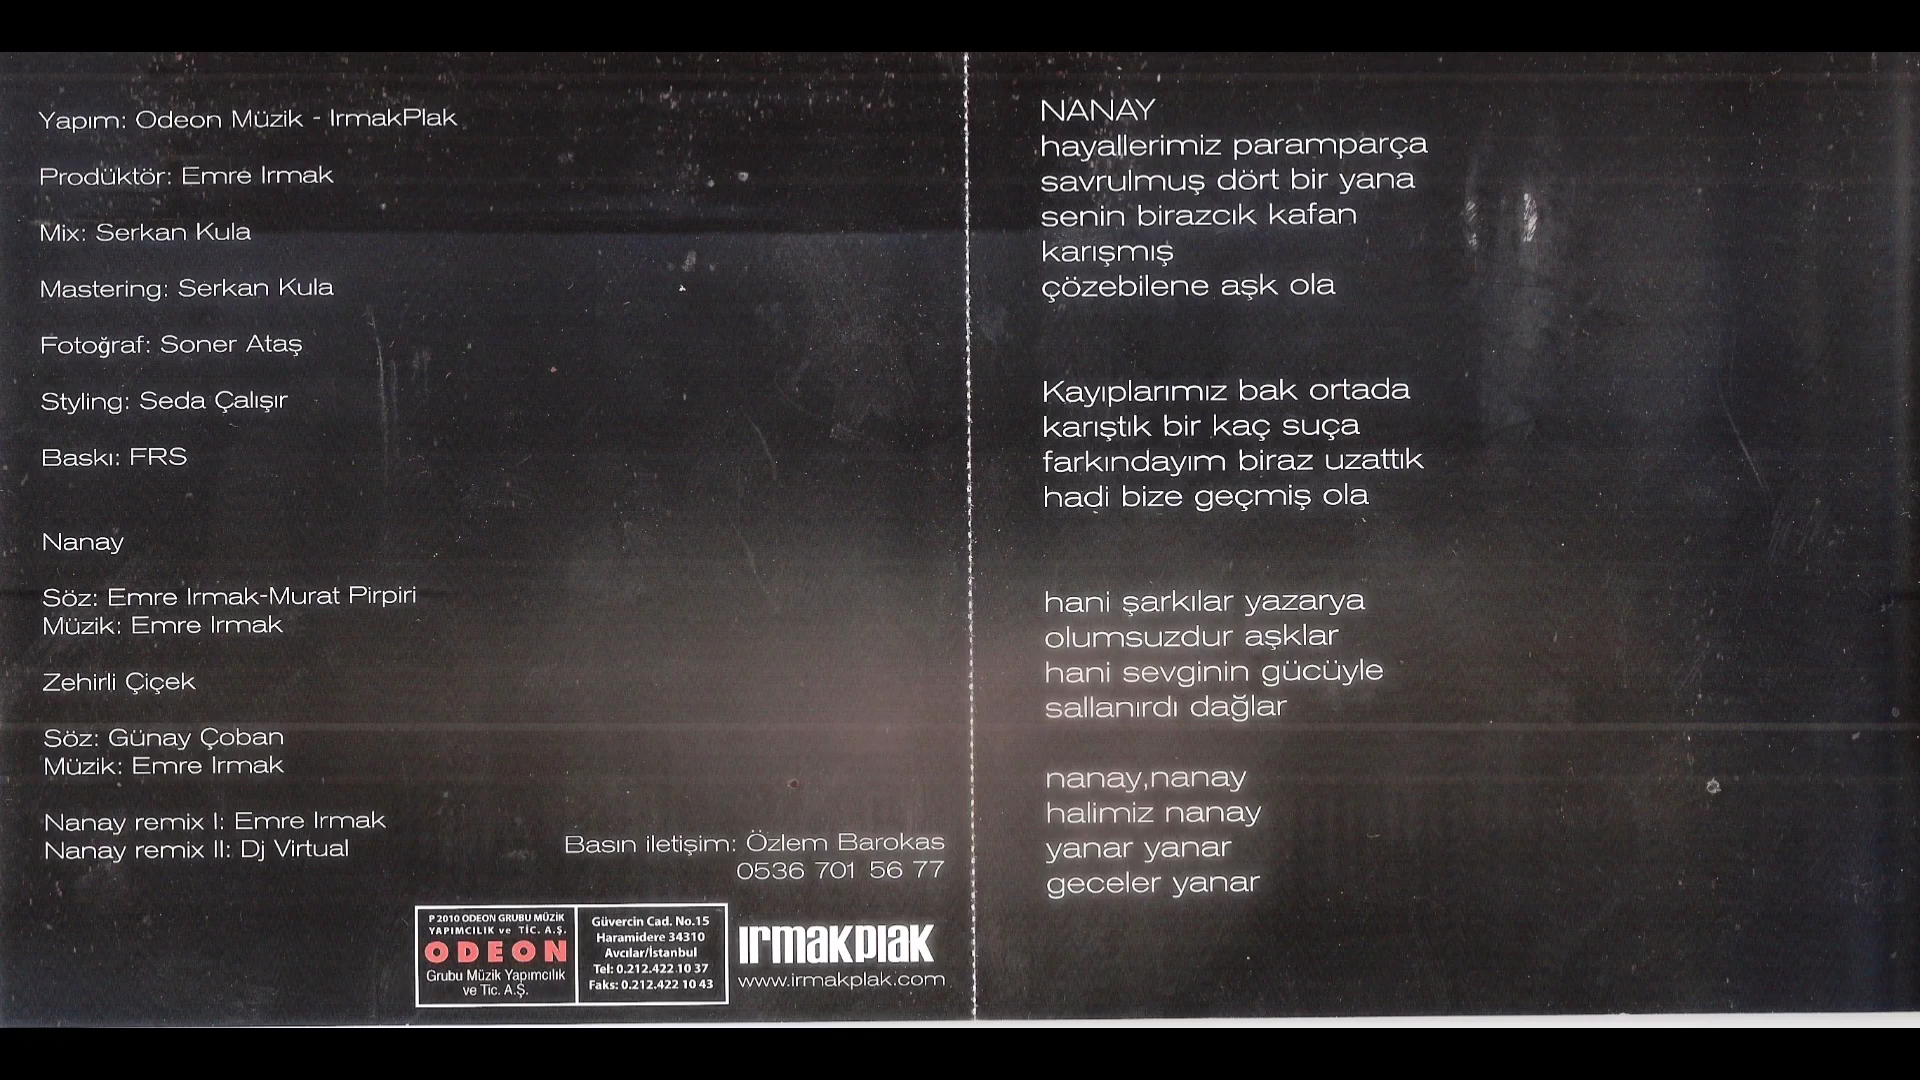 Yapım: Odeon Müzik - IrmakPlak
Prodüktör: Emre Irmak
Mix: Serkan Kula
Mastering: Serkan Kula
Fotoğraf: Soner Ataş
Styling: Seda Çalışır
Baskı: FRS
Nanay
Söz: Emre Irmak-Murat Pirpiri
Müzik: Emre Irmak
Zehirli Çiçek
Söz: Günay Çoban
Müzik: Emre Irmak
Nanay remix I: Emre Irmak
Nanay remix II: Dj Virtual
Basın iletişim: Özlem Barokas
0536 701 56 77
P 2010 ODEON GRUBU MÜZİK
YAPIMCILIK ve TİC. A.Ş.
ODEON
Grubu Müzik Yapımcılık
ve Tic. A.Ş.
Güvercin Cad. No.15
Haramidere 34310
Avcılar/İstanbul
Tel: 0.212.422 10 37
Faks: 0.212.422 10 43
ırmakplak
www.irmakplak.com
NANAY
hayallerimiz paramparça
savrulmuş dört bir yana
senin birazcık kafan
karışmış
çözebilene aşk ola
Kayıplarımız bak ortada
karıştık bir kaç suça
farkındayım biraz uzattık
hadi bize geçmiş ola
hani şarkılar yazarya
olumsuzdur aşklar
hani sevginin gücüyle
sallanırdı dağlar
nanay,nanay
halimiz nanay
yanar yanar
geceler yanar